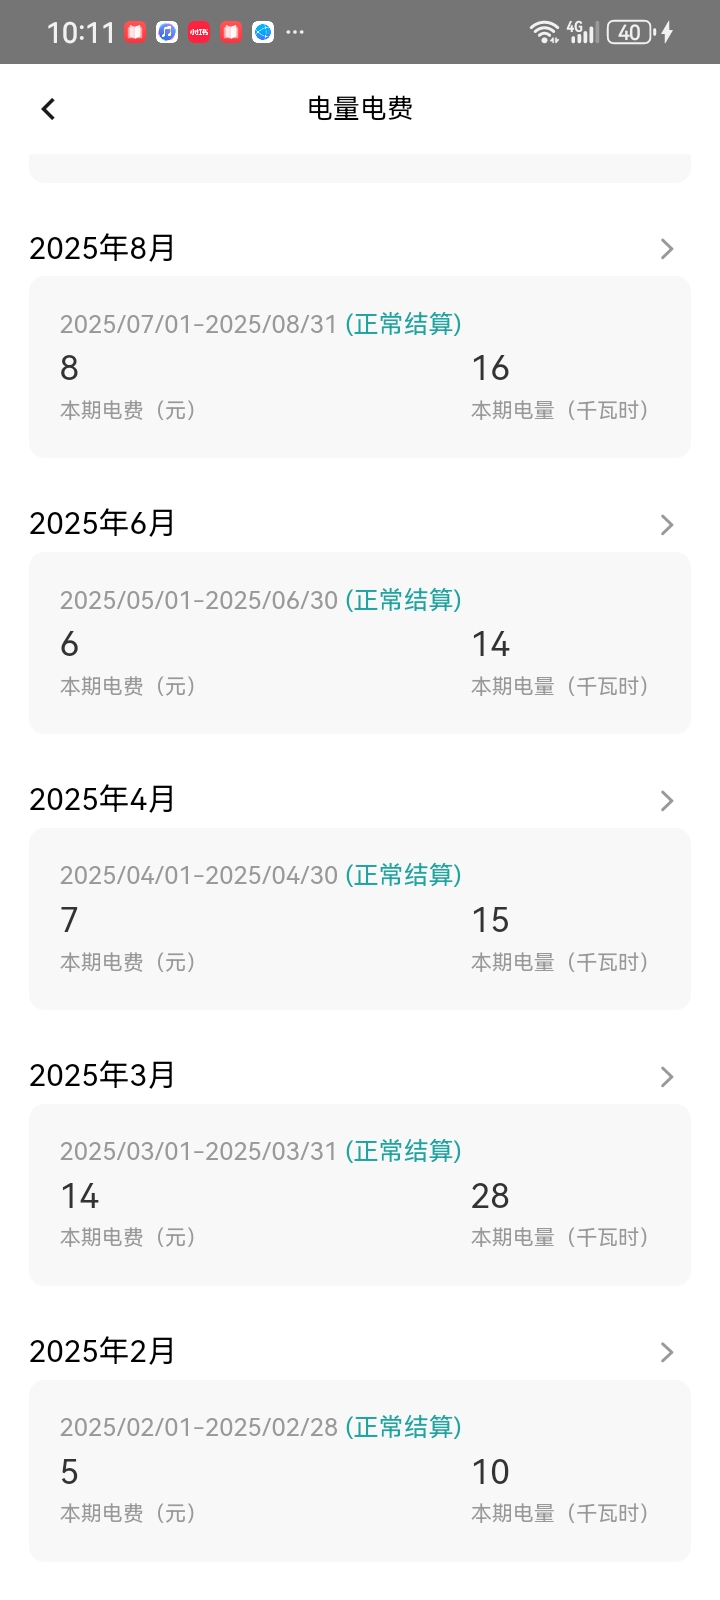 10:11 小红书 ··· 4G 40
电量电费
2025年8月
2025/07/01-2025/08/31 (正常结算)
8 16
本期电费（元） 本期电量（千瓦时）
2025年6月
2025/05/01-2025/06/30 (正常结算)
6 14
本期电费（元） 本期电量（千瓦时）
2025年4月
2025/04/01-2025/04/30 (正常结算)
7 15
本期电费（元） 本期电量（千瓦时）
2025年3月
2025/03/01-2025/03/31 (正常结算)
14 28
本期电费（元） 本期电量（千瓦时）
2025年2月
2025/02/01-2025/02/28 (正常结算)
5 10
本期电费（元） 本期电量（千瓦时）